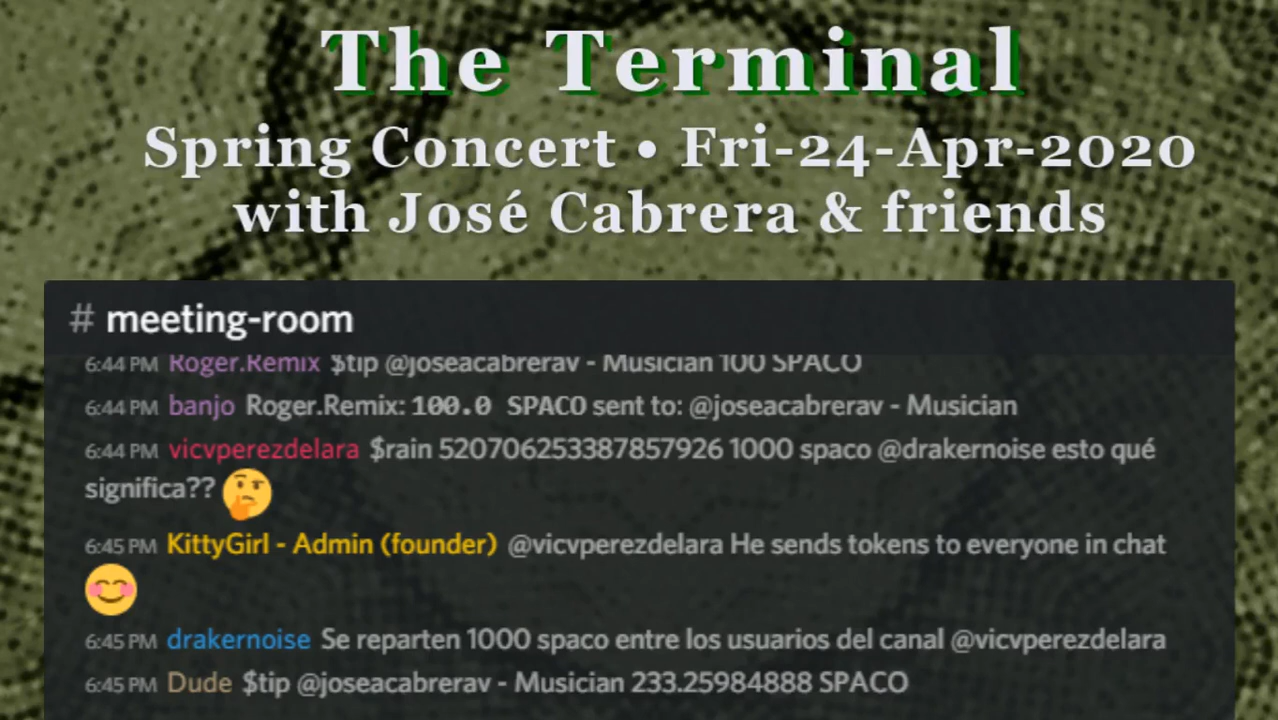 The Terminal
Spring Concert • Fri-24-Apr-2020
with José Cabrera & friends
# meeting-room
6:44 PM Roger.Remix $tip @joseacabrerav - Musician 100 SPACO
6:44 PM banjo Roger.Remix: 100.0 SPACO sent to: @joseacabrerav - Musician
6:44 PM vicvperezdelara $rain 520706253387857926 1000 spaco @drakernoise esto qué
significa?? 🤔
6:45 PM KittyGirl - Admin (founder) @vicvperezdelara He sends tokens to everyone in chat
😊
6:45 PM drakernoise Se reparten 1000 spaco entre los usuarios del canal @vicvperezdelara
6:45 PM Dude $tip @joseacabrerav - Musician 233.25984888 SPACO